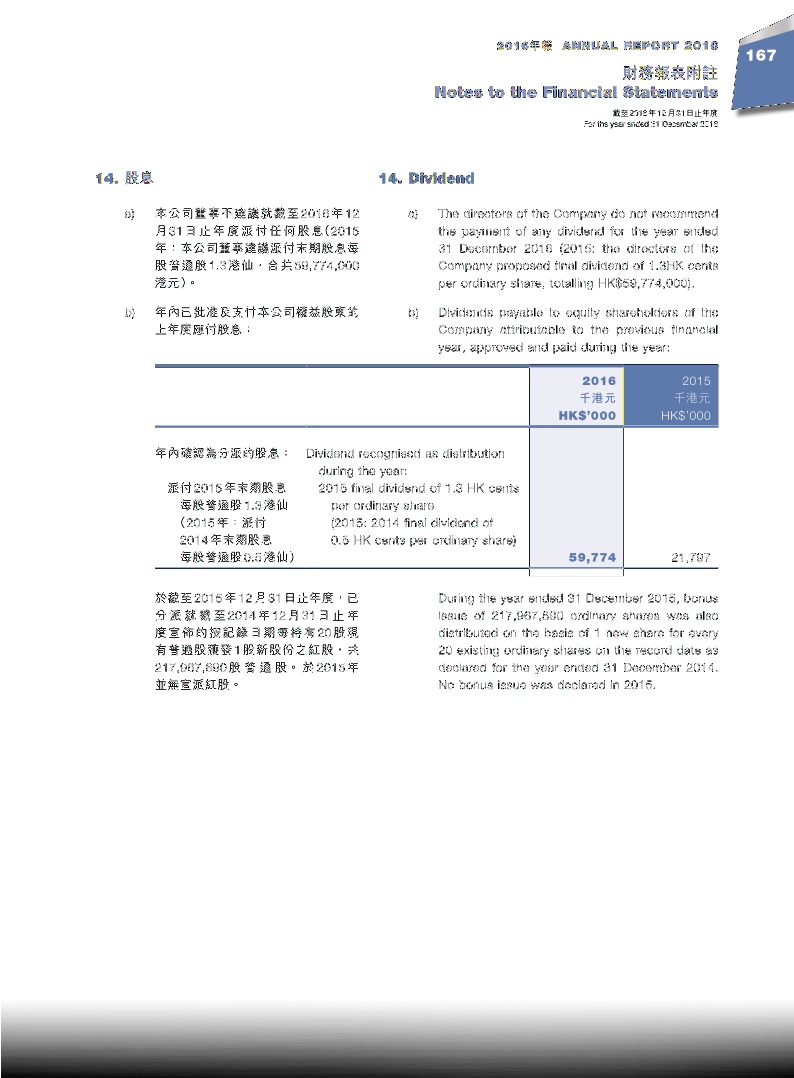 2016年報 ANNUAL REPORT 2016
167
財務報表附註
Notes to the Financial Statements
截至2016年12月31日止年度
For the year ended 31 December 2016
14. 股息
a) 本公司董事不建議就截至2016年12
月31日止年度派付任何股息(2015
年：本公司董事建議派付末期股息每
股普通股1.3港仙，合共59,774,000
港元)。
b) 年內已批准及支付本公司權益股東的
上年度應付股息：
14. Dividend
a) The directors of the Company do not recommend
the payment of any dividend for the year ended
31 December 2016 (2015: the directors of the
Company proposed final dividend of 1.3HK cents
per ordinary share, totalling HK$59,774,000).
b) Dividends payable to equity shareholders of the
Company attributable to the previous financial
year, approved and paid during the year:
2016 2015
千港元 千港元
HK$'000 HK$'000
年內確認為分派的股息： Dividend recognised as distribution
during the year:
派付2015年末期股息 2015 final dividend of 1.3 HK cents
每股普通股1.3港仙 per ordinary share
(2015年：派付 (2015: 2014 final dividend of
2014年末期股息 0.5 HK cents per ordinary share)
每股普通股0.5港仙) 59,774 21,797
於截至2015年12月31日止年度，已
分派就截至2014年12月31日止年
度宣佈的按記錄日期每持有20股現
有普通股獲發1股新股份之紅股，共
217,967,690股普通股。於2015年
並無宣派紅股。
During the year ended 31 December 2015, bonus
issue of 217,967,690 ordinary shares was also
distributed on the basis of 1 new share for every
20 existing ordinary shares on the record date as
declared for the year ended 31 December 2014.
No bonus issue was declared in 2015.